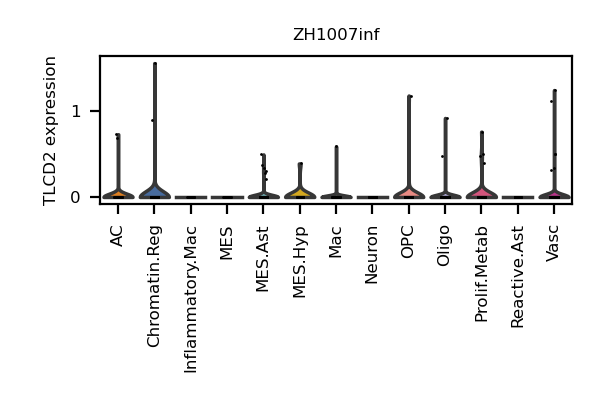 ZH1007inf
TLCD2 expression
1
0
AC
Chromatin.Reg
Inflammatory.Mac
MES
MES.Ast
MES.Hyp
Mac
Neuron
OPC
Oligo
Prolif.Metab
Reactive.Ast
Vasc